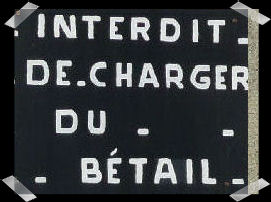 - INTERDIT -
DE-CHARGER
DU - -
- BÉTAIL -